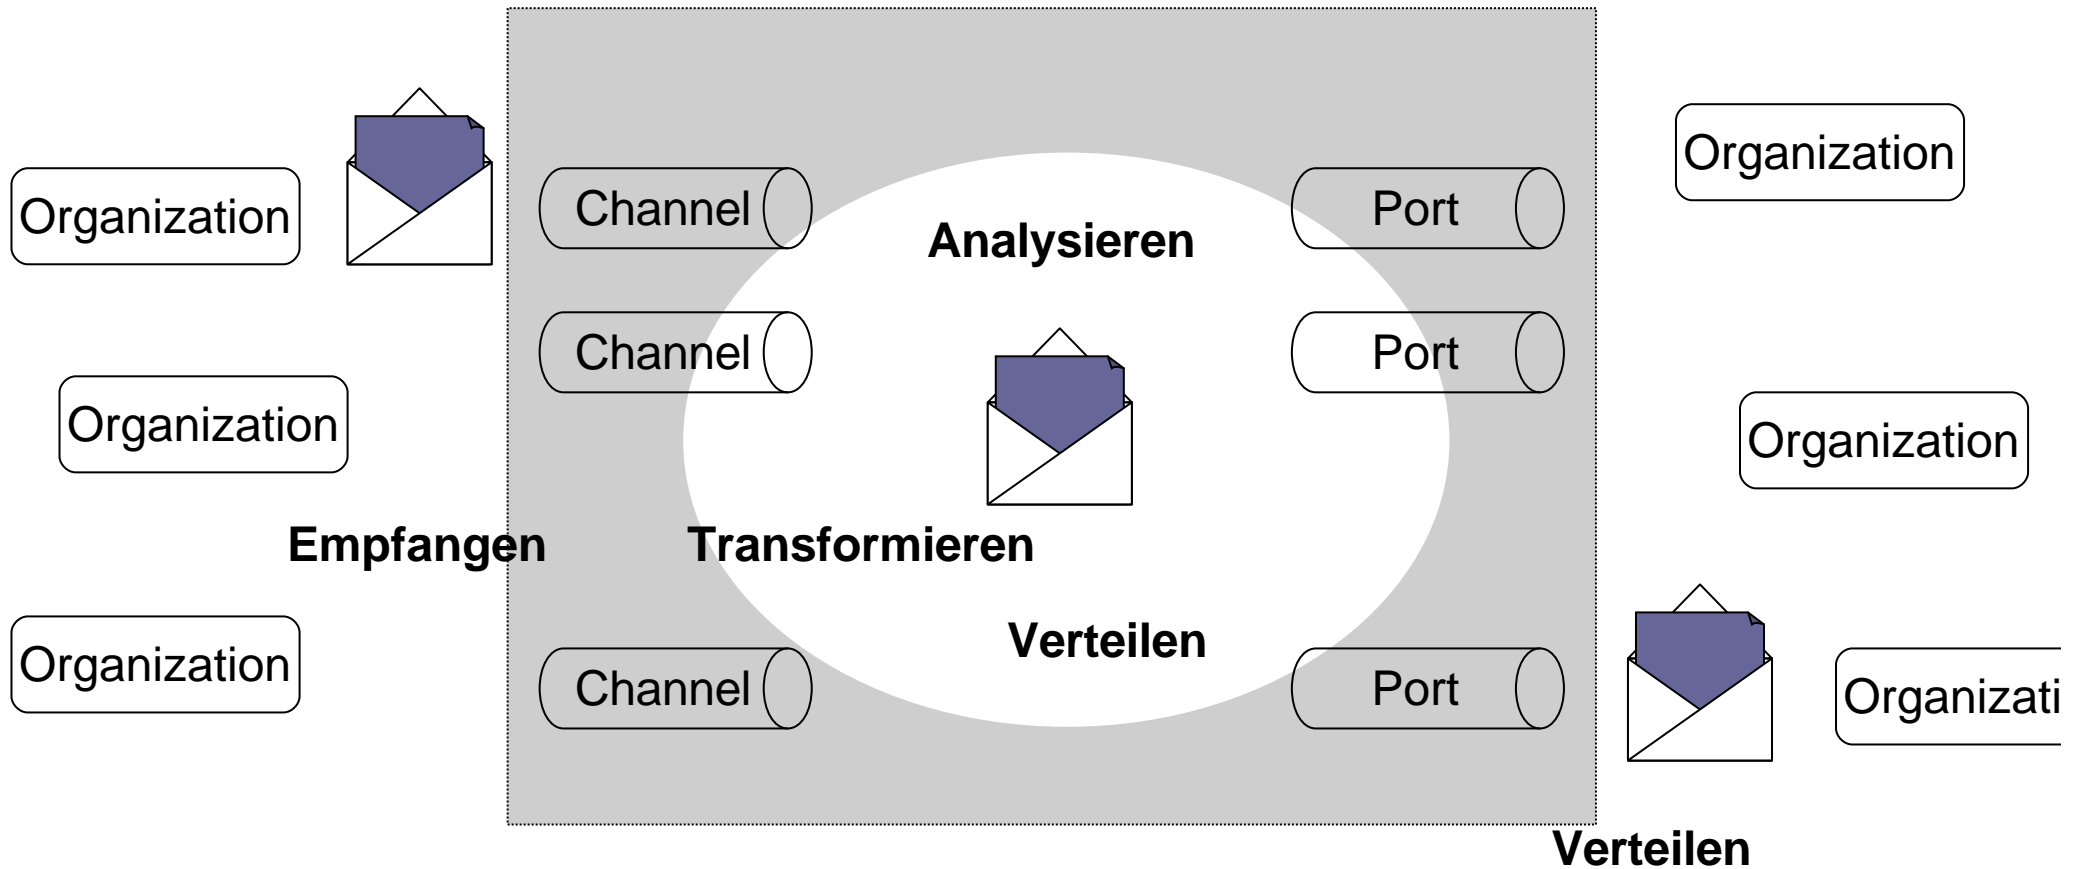 Organization
Organization
Channel
Port
Analysieren
Channel
Port
Organization
Organization
Empfangen
Transformieren
Verteilen
Organization
Channel
Port
Organizati
Verteilen